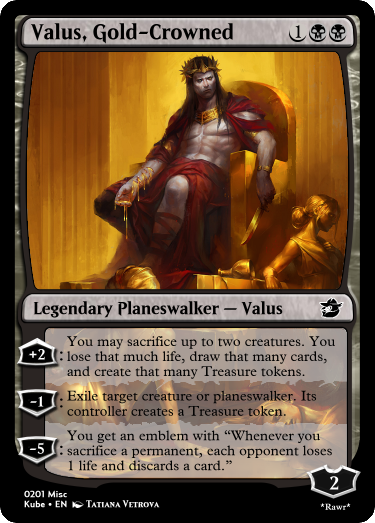 Valus, Gold-Crowned 1
Legendary Planeswalker — Valus
+2: You may sacrifice up to two creatures. You
lose that much life, draw that many cards,
and create that many Treasure tokens.
-1: Exile target creature or planeswalker. Its
controller creates a Treasure token.
-5: You get an emblem with “Whenever you
sacrifice a permanent, each opponent loses
1 life and discards a card.”
2
0201 Misc
Kube • EN Tatiana Vetrova
*Rawr*